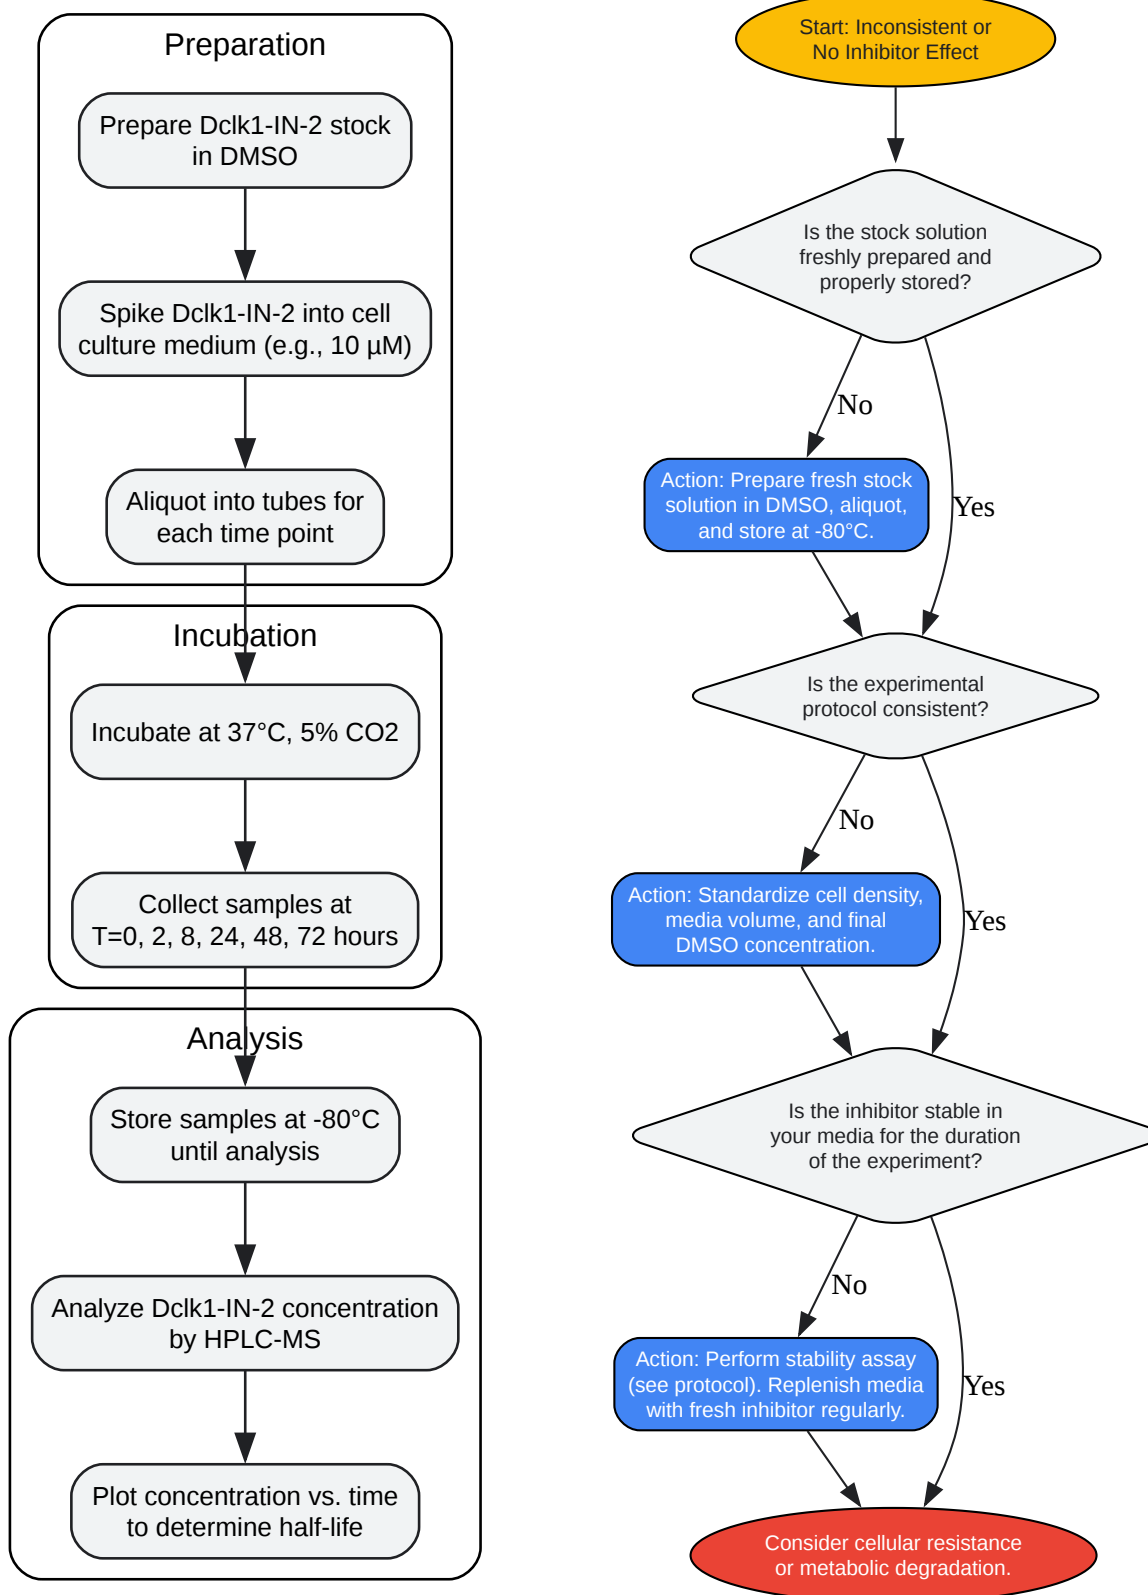 Preparation
Prepare Dclk1-IN-2 stock
in DMSO
Spike Dclk1-IN-2 into cell
culture medium (e.g., 10 µM)
Aliquot into tubes for
each time point
Incubation
Incubate at 37°C, 5% CO2
Collect samples at
T=0, 2, 8, 24, 48, 72 hours
Analysis
Store samples at -80°C
until analysis
Analyze Dclk1-IN-2 concentration
by HPLC-MS
Plot concentration vs. time
to determine half-life
Start: Inconsistent or
No Inhibitor Effect
Is the stock solution
freshly prepared and
properly stored?
No
Action: Prepare fresh stock
solution in DMSO, aliquot,
and store at -80°C.
Yes
Is the experimental
protocol consistent?
No
Action: Standardize cell density,
media volume, and final
DMSO concentration.
Yes
Is the inhibitor stable in
your media for the duration
of the experiment?
No
Action: Perform stability assay
(see protocol). Replenish media
with fresh inhibitor regularly.
Yes
Consider cellular resistance
or metabolic degradation.